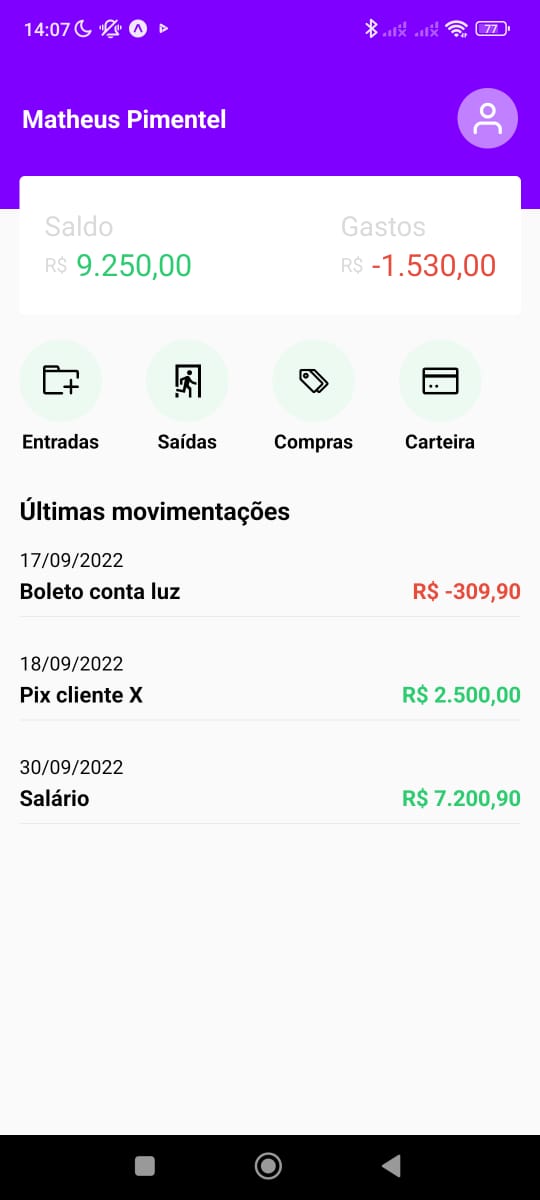 14:07
77
Matheus Pimentel
Saldo
Gastos
R$ 9.250,00
R$ -1.530,00
Entradas
Saídas
Compras
Carteira
Últimas movimentações
17/09/2022
Boleto conta luz
R$ -309,90
18/09/2022
Pix cliente X
R$ 2.500,00
30/09/2022
Salário
R$ 7.200,90